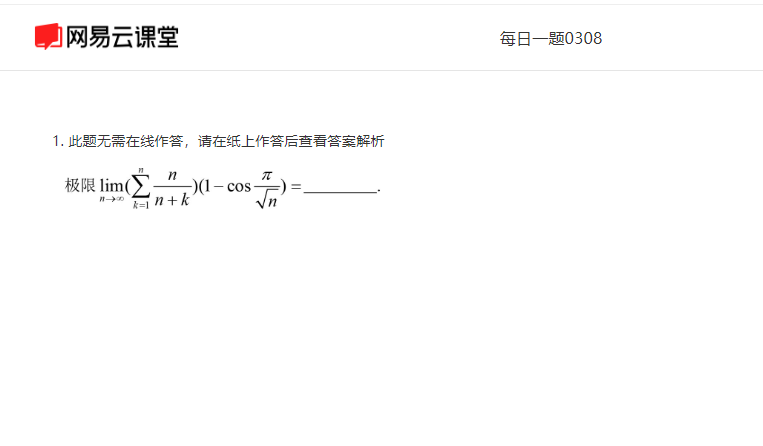 网易云课堂
每日一题0308
1. 此题无需在线作答，请在纸上作答后查看答案解析
极限 $\lim_{n \to \infty} (\sum_{k=1}^{n} \frac{n}{n+k})(1 - \cos \frac{\pi}{\sqrt{n}}) = $________.